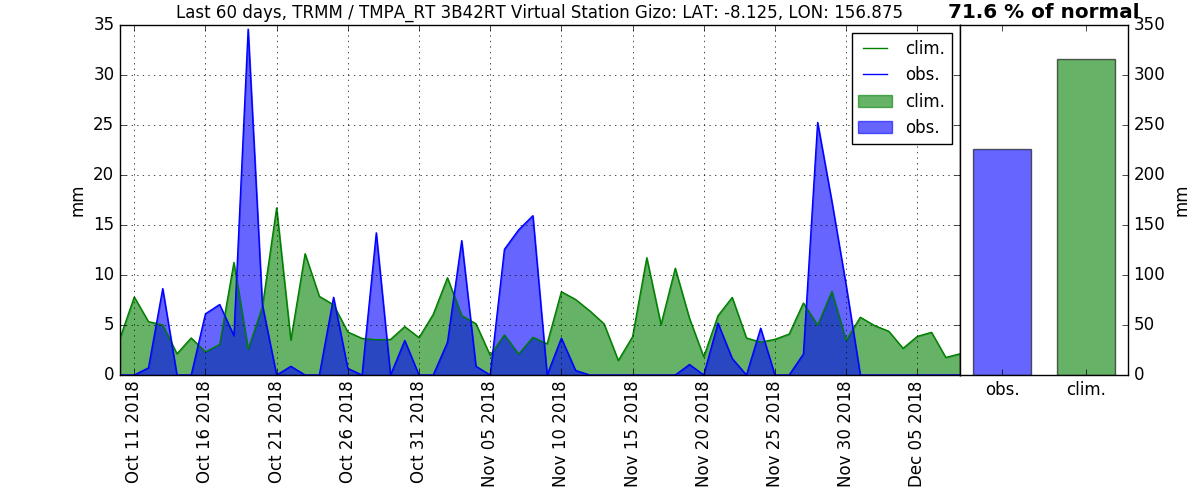 Last 60 days, TRMM / TMPA_RT 3B42RT Virtual Station Gizo: LAT: -8.125, LON: 156.875
71.6 % of normal
35
30
25
20
15
10
5
0
mm
clim.
obs.
clim.
obs.
Oct 11 2018
Oct 16 2018
Oct 21 2018
Oct 26 2018
Oct 31 2018
Nov 05 2018
Nov 10 2018
Nov 15 2018
Nov 20 2018
Nov 25 2018
Nov 30 2018
Dec 05 2018
350
300
250
200
150
100
50
0
mm
obs.
clim.